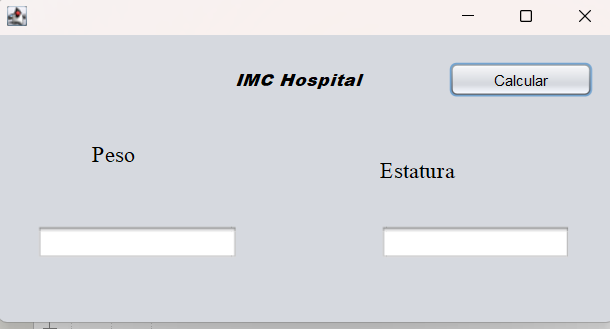 IMC Hospital
Calcular
Peso
Estatura